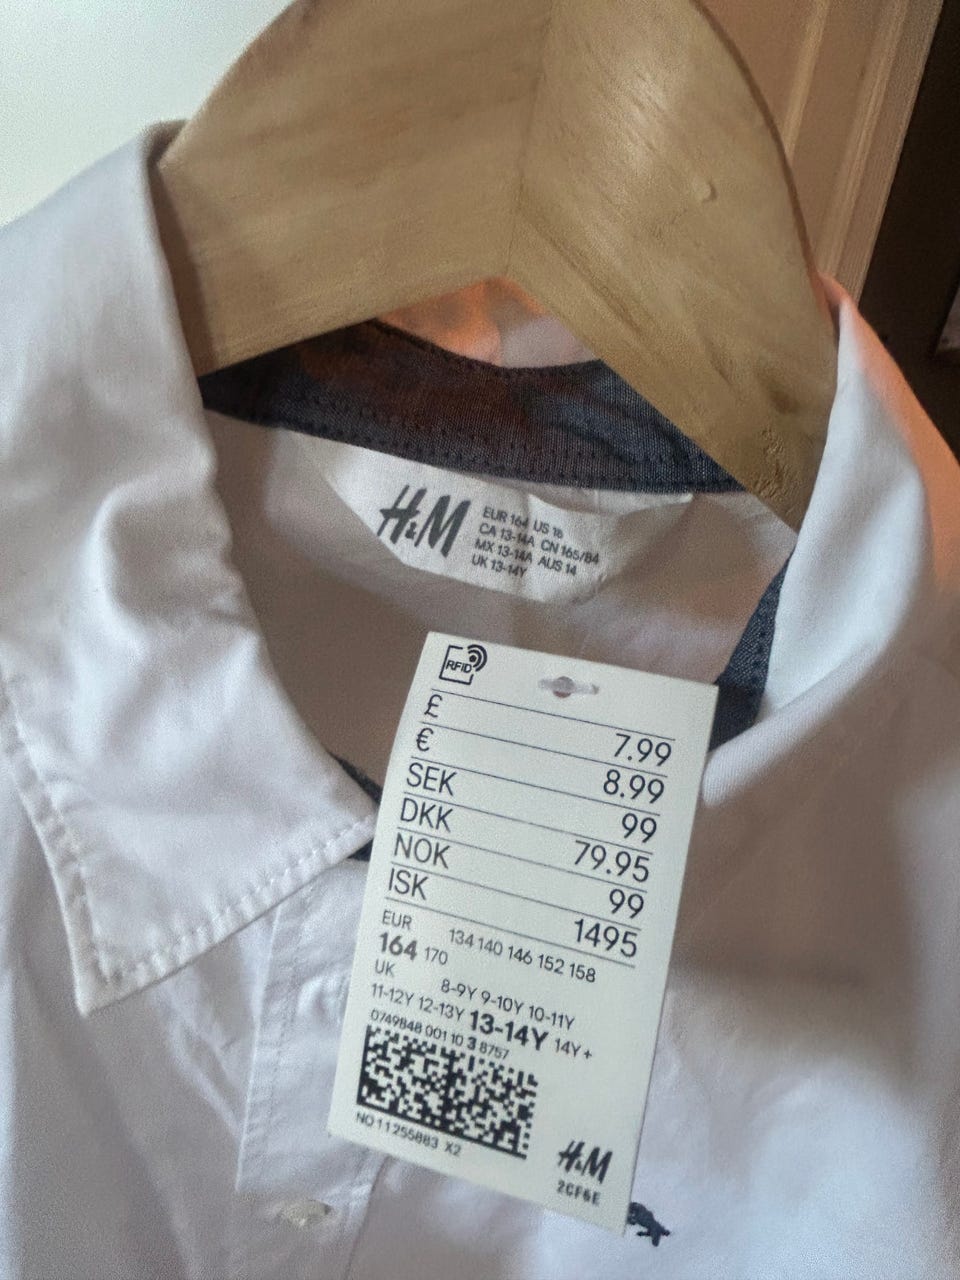 H&M
EUR 164 US 18
CA 13-14A CN 165/84
MX 13-14A AUS 14
UK 13-14Y
RFID
£ 7.99
€ 8.99
SEK 99
DKK 79.95
NOK 99
ISK 1495
EUR 134 140 146 152 158
164 170
UK 8-9Y 9-10Y 10-11Y
11-12Y 12-13Y 13-14Y 14Y+
0749848 001 10 3 8757
NO 11255883 X2
H&M
2CF6E